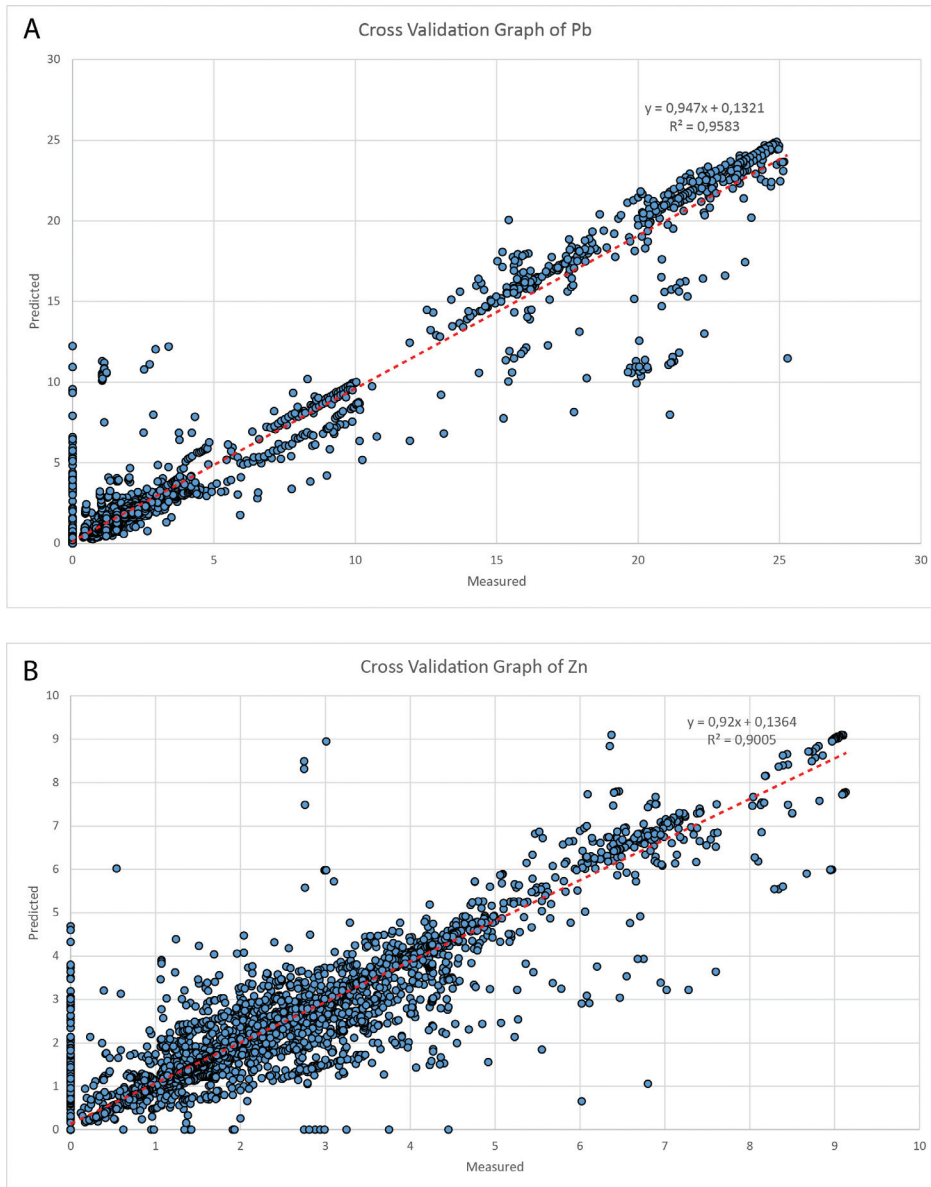 A
Cross Validation Graph of Pb
30
25
20
15
10
5
0
y = 0,947x + 0,1321
R² = 0,9583
Predicted
0 5 10 15 20 25 30
Measured
B
Cross Validation Graph of Zn
10
9
8
7
6
5
4
3
2
1
0
y = 0,92x + 0,1364
R² = 0,9005
Predicted
0 1 2 3 4 5 6 7 8 9 10
Measured